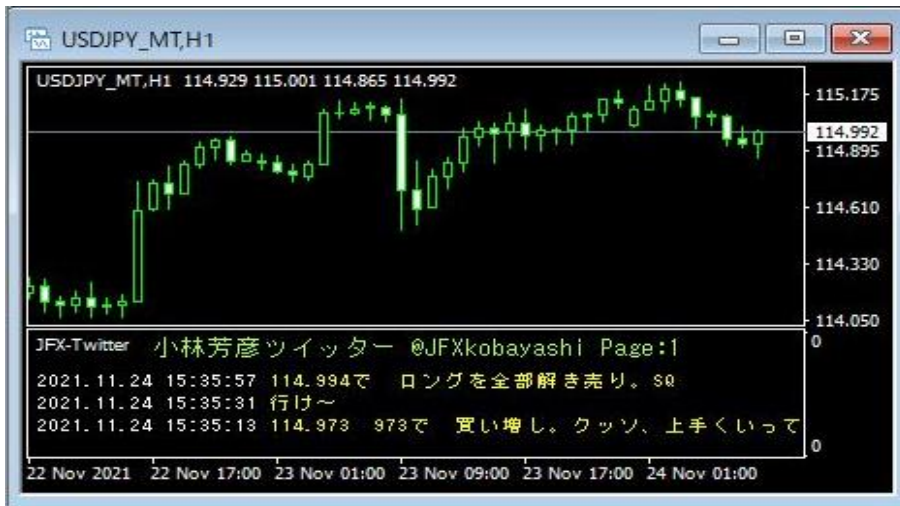 USDJPY_MT,H1
USDJPY_MT,H1 114.929 115.001 114.865 114.992
115.175
114.992
114.895
114.610
114.330
114.050
JFX-Twitter 小林芳彦ツイッター @JFXkobayashi Page:1
0
2021.11.24 15:35:57 114.994で ロングを全部解き売り。SQ
2021.11.24 15:35:31 行け～
2021.11.24 15:35:13 114.973 973で 買い増し。クッソ、上手くいって
0
22 Nov 2021 22 Nov 17:00 23 Nov 01:00 23 Nov 09:00 23 Nov 17:00 24 Nov 01:00